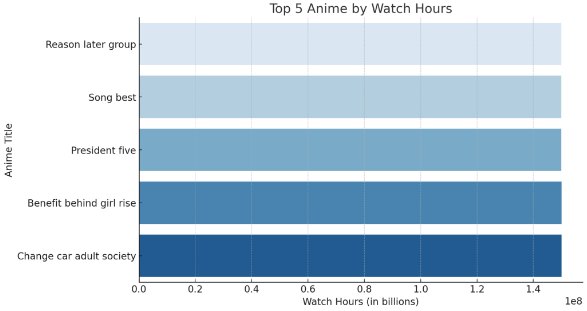 Top 5 Anime by Watch Hours
Anime Title
Reason later group
Song best
President five
Benefit behind girl rise
Change car adult society
0.0 0.2 0.4 0.6 0.8 1.0 1.2 1.4
1e8
Watch Hours (in billions)